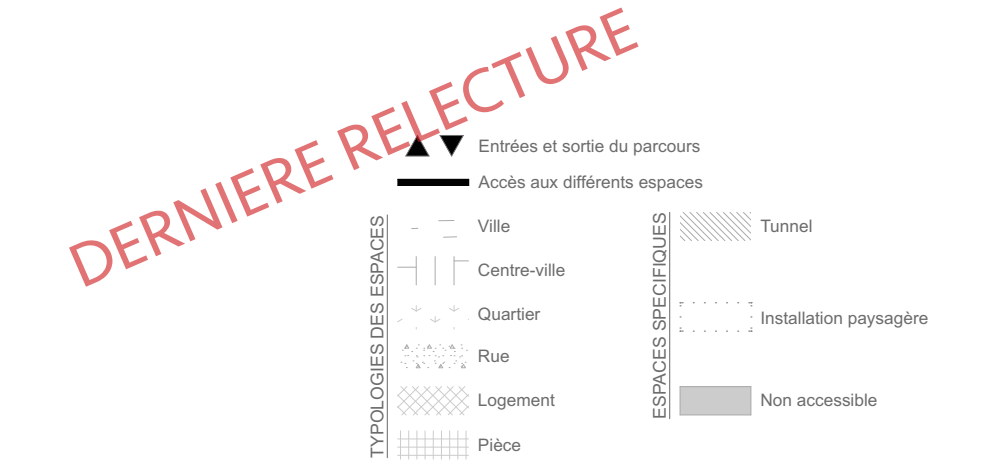 DERNIERE RELECTURE
Entrées et sortie du parcours
Accès aux différents espaces
TYPOLOGIES DES ESPACES
Ville
Centre-ville
Quartier
Rue
Logement
Pièce
ESPACES SPECIFIQUES
Tunnel
Installation paysagère
Non accessible